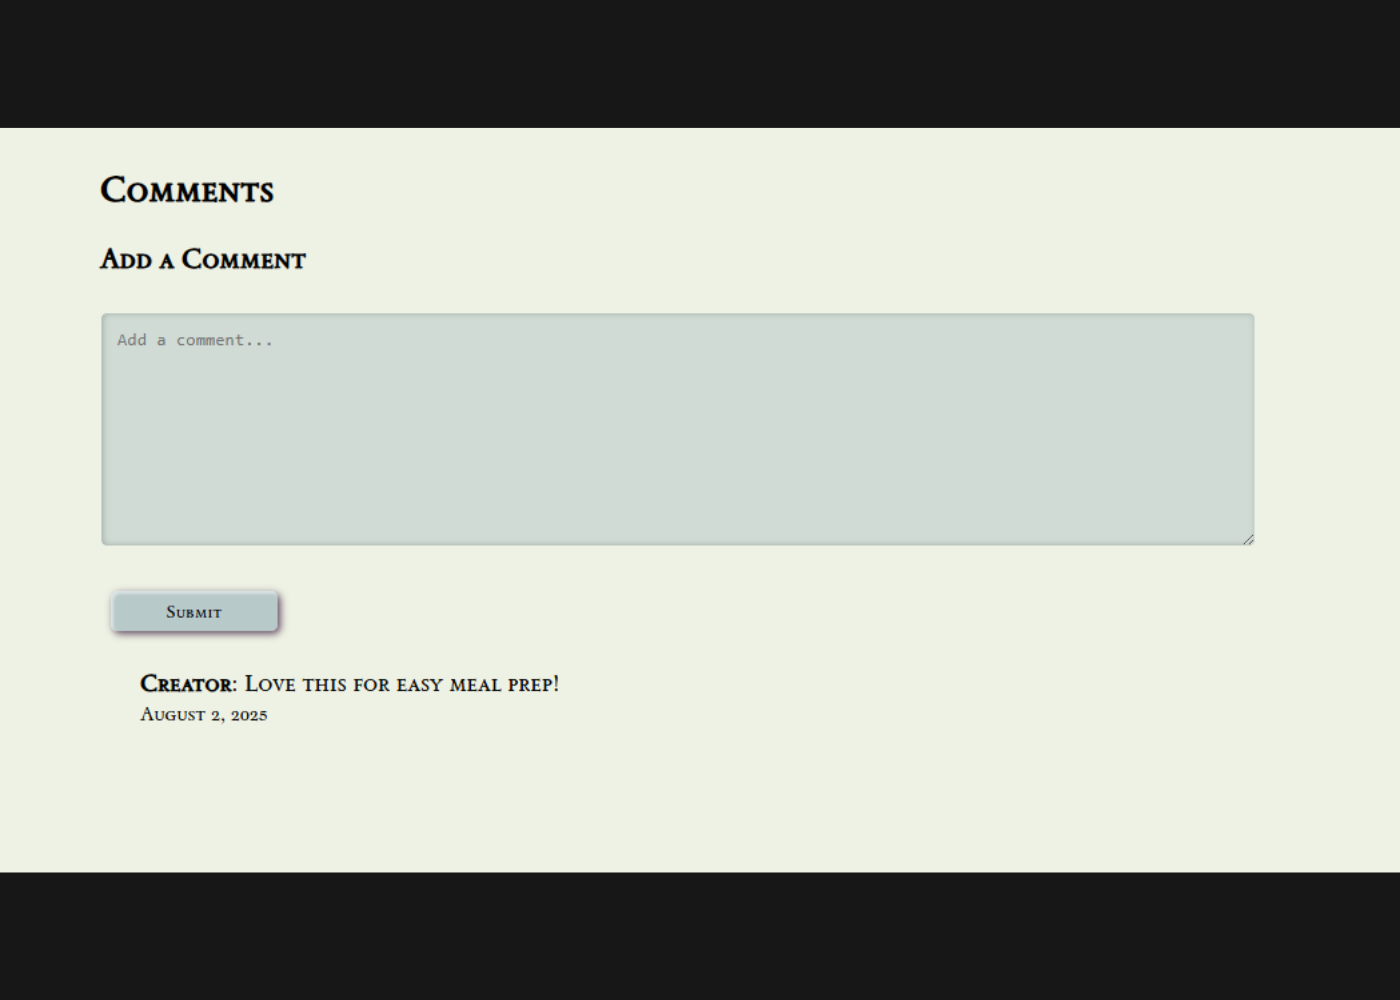 Comments
Add a Comment
Add a comment...
Submit
Creator: Love this for easy meal prep!
August 2, 2025